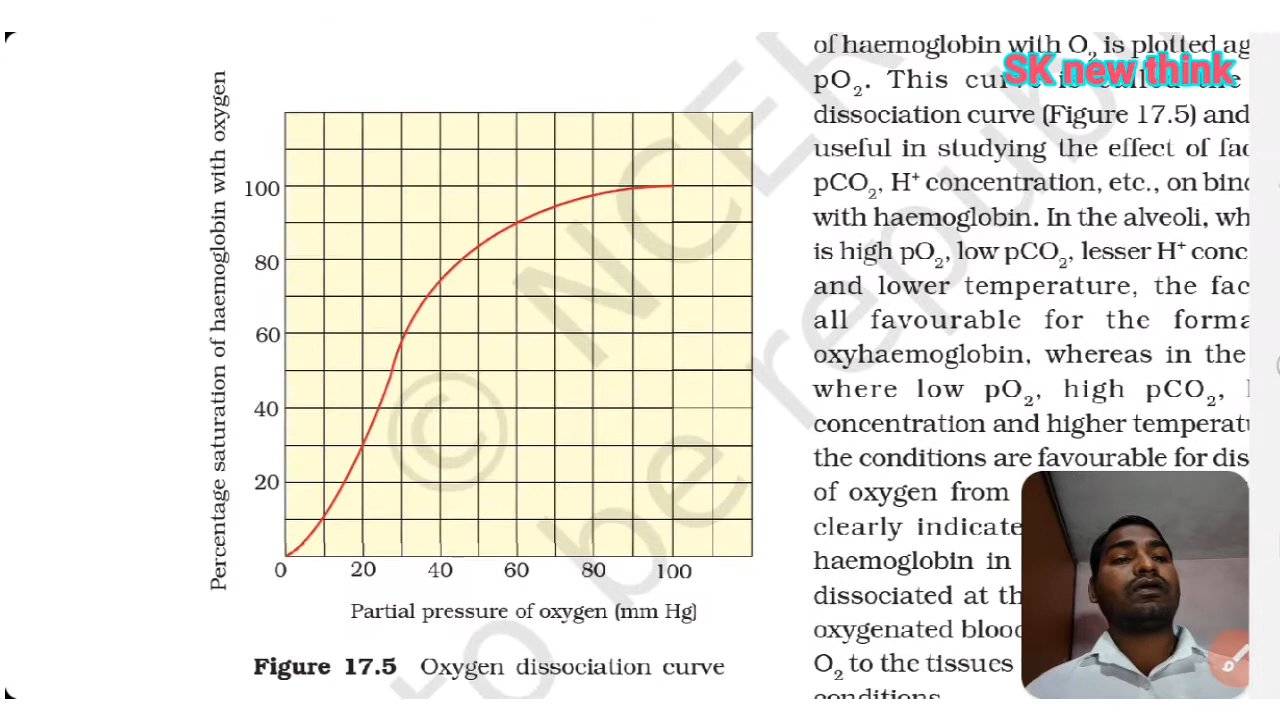 Percentage saturation of haemoglobin with oxygen
100
80
60
40
20
0 20 40 60 80 100
Partial pressure of oxygen (mm Hg)
Figure 17.5 Oxygen dissociation curve
of haemoglobin with O₂ is plotted ag
SK new think
pO₂. This
dissociation curve (Figure 17.5) and
useful in studying the effect of fac
pCO₂, H⁺ concentration, etc., on bind
with haemoglobin. In the alveoli, wh
is high pO₂, low pCO₂, lesser H⁺ conc
and lower temperature, the fac
all favourable for the forma
oxyhaemoglobin, whereas in the
where low pO₂, high pCO₂,
concentration and higher temperatu
the conditions are favourable for dis
of oxygen from
clearly indicate
haemoglobin in
dissociated at th
oxygenated blood
O₂ to the tissues
conditions.
© NCER
to be republi